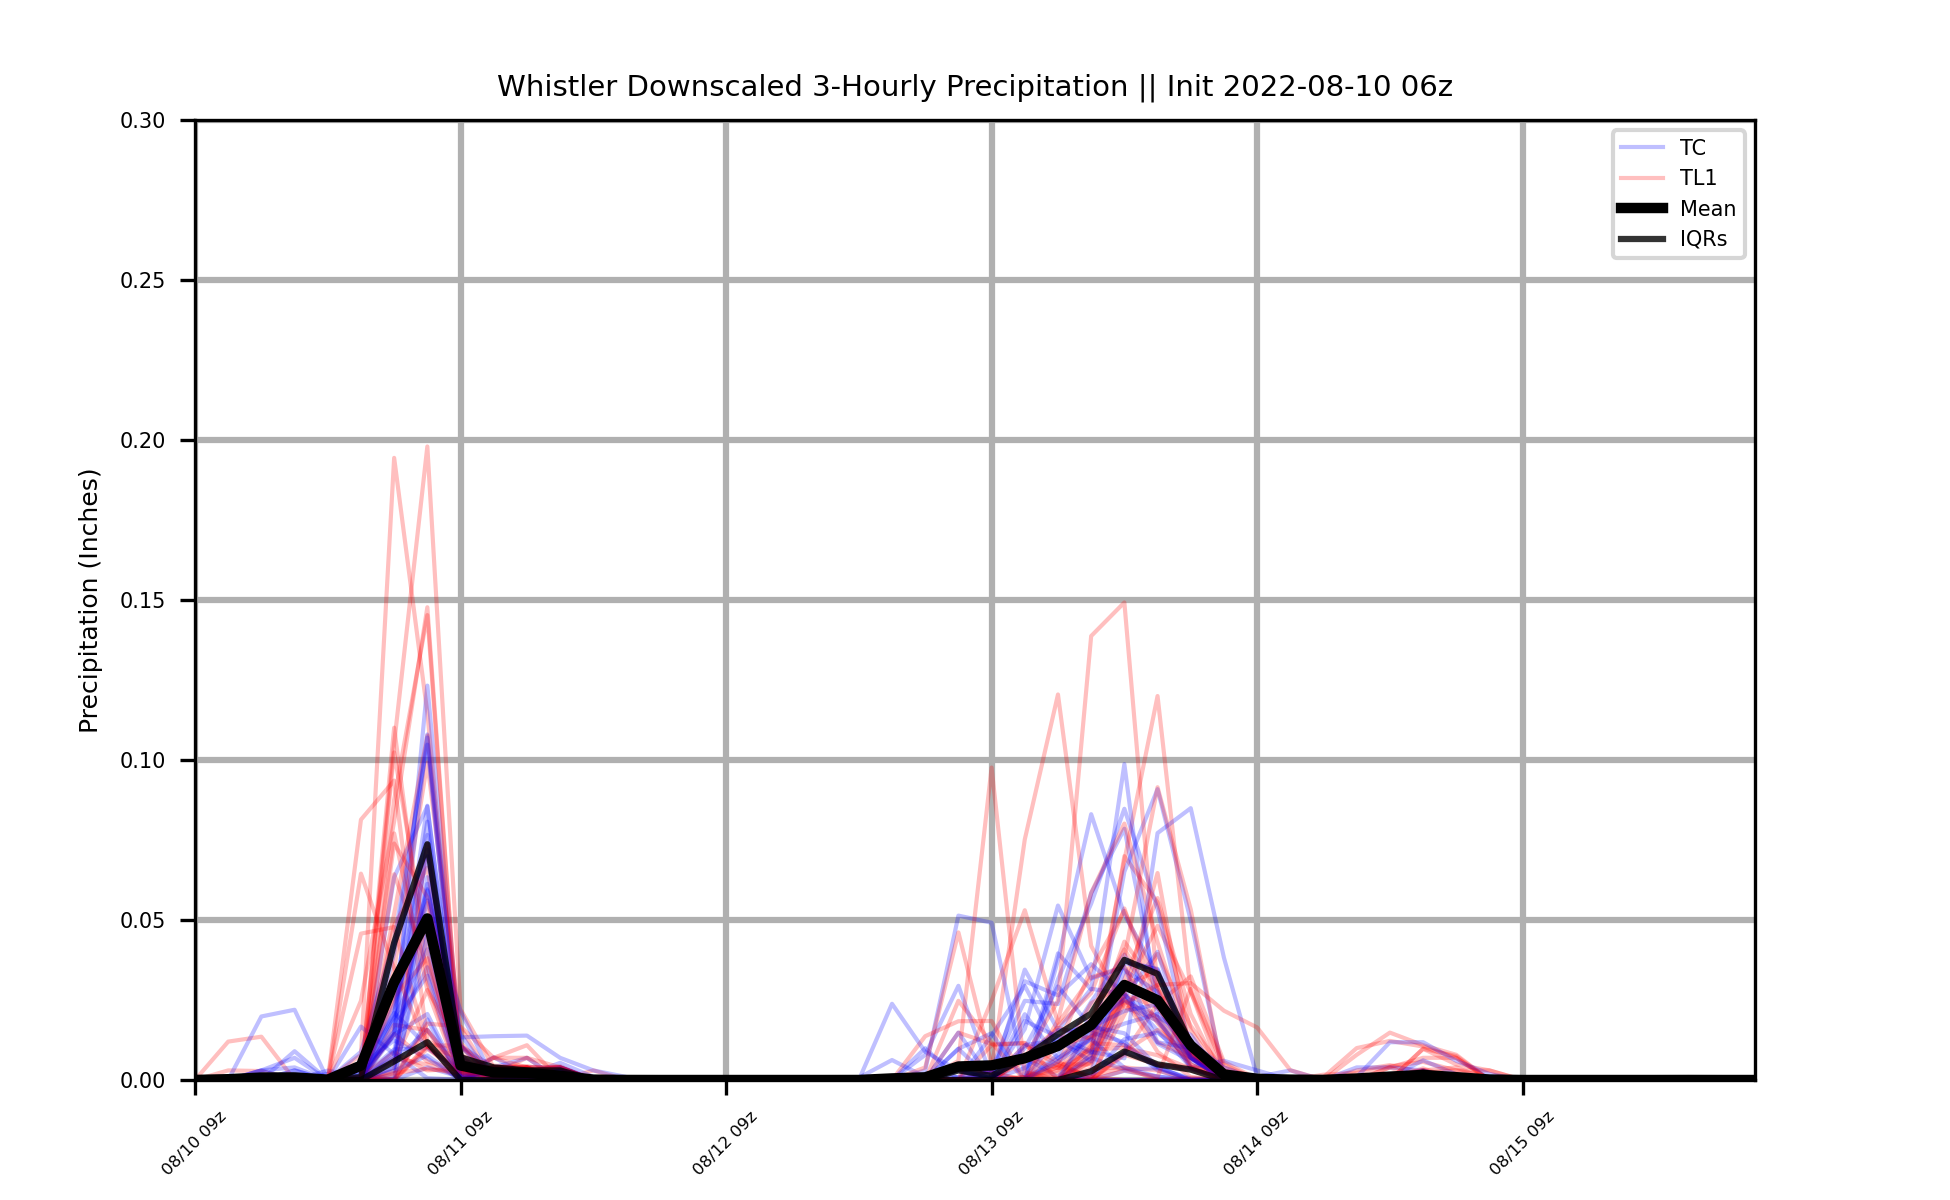 Whistler Downscaled 3-Hourly Precipitation || Init 2022-08-10 06z
TC
TL1
Mean
IQRs
Precipitation (Inches)
0.30
0.25
0.20
0.15
0.10
0.05
0.00
08/10 09z
08/11 09z
08/12 09z
08/13 09z
08/14 09z
08/15 09z